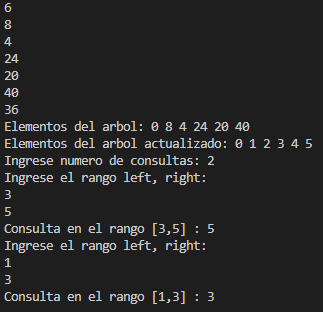 6
8
4
24
20
40
36
Elementos del arbol: 0 8 4 24 20 40
Elementos del arbol actualizado: 0 1 2 3 4 5
Ingrese numero de consultas: 2
Ingrese el rango left, right:
3
5
Consulta en el rango [3,5] : 5
Ingrese el rango left, right:
1
3
Consulta en el rango [1,3] : 3